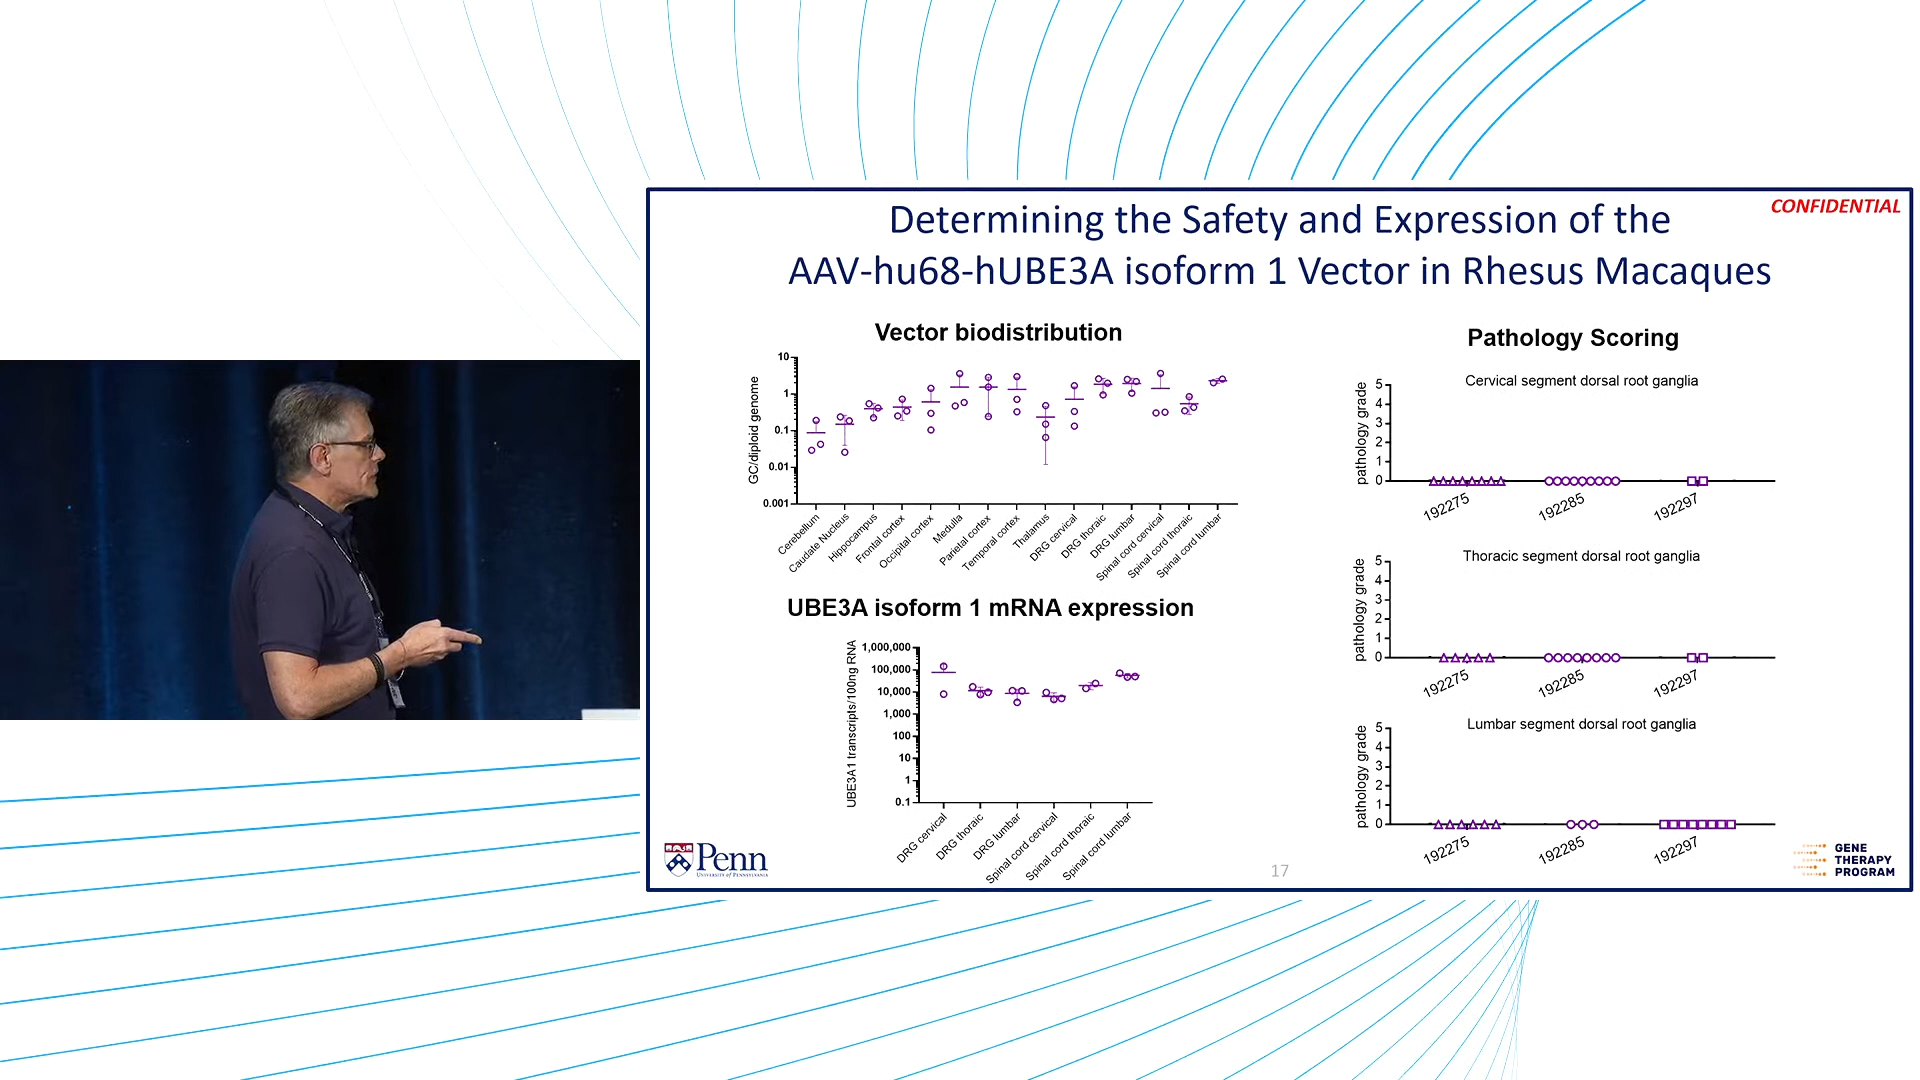 CONFIDENTIAL
Determining the Safety and Expression of the
AAV-hu68-hUBE3A isoform 1 Vector in Rhesus Macaques
Vector biodistribution
GC/diploid genome
10
1
0.1
0.01
0.001
Cerebellum
Caudate Nucleus
Hippocampus
Frontal cortex
Occipital cortex
Medulla
Parietal cortex
Temporal cortex
Thalamus
DRG cervical
DRG thoraic
DRG lumbar
Spinal cord cervical
Spinal cord thoraic
Spinal cord lumbar
UBE3A isoform 1 mRNA expression
UBE3A1 transcripts/100ng RNA
1,000,000
100,000
10,000
1,000
100
10
1
0.1
DRG cervical
DRG thoraic
DRG lumbar
Spinal cord cervical
Spinal cord thoraic
Spinal cord lumbar
Pathology Scoring
Cervical segment dorsal root ganglia
pathology grade
5
4
3
2
1
0
192275
192285
192297
Thoracic segment dorsal root ganglia
pathology grade
5
4
3
2
1
0
192275
192285
192297
Lumbar segment dorsal root ganglia
pathology grade
5
4
3
2
1
0
192275
192285
192297
Penn
UNIVERSITY OF PENNSYLVANIA
17
GENE
THERAPY
PROGRAM